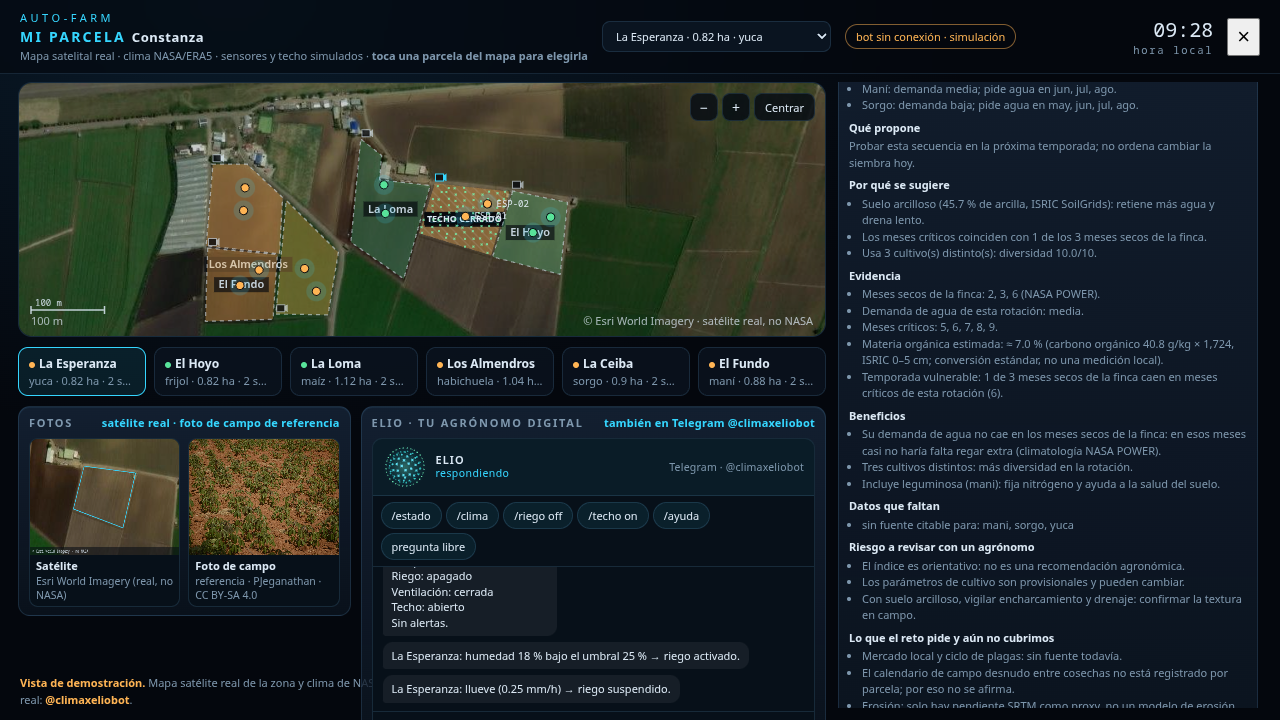 AUTO-FARM
MI PARCELA Constanza
Mapa satelital real · clima NASA/ERA5 · sensores y techo simulados · toca una parcela del mapa para elegirla
La Esperanza · 0.82 ha · yuca
bot sin conexión · simulación
09:28
hora local
✕
− + Centrar
La Loma
ESP-02
TECHO CERRADO
El Hoyo
Los Almendros
El Fundo
100 m
100 m
© Esri World Imagery · satélite real, no NASA
La Esperanza
yuca · 0.82 ha · 2 s...
El Hoyo
frijol · 0.82 ha · 2 s...
La Loma
maíz · 1.12 ha · 2 s...
Los Almendros
habichuela · 1.04 h...
La Ceiba
sorgo · 0.9 ha · 2 s...
El Fundo
maní · 0.88 ha · 2 s...
FOTOS
satélite real · foto de campo de referencia
Satélite
Esri World Imagery (real, no
NASA)
Foto de campo
referencia · PJeganathan ·
CC BY-SA 4.0
Vista de demostración. Mapa satélite real de la zona y clima de NAS
real: @climaxeliobot.
ELIO · TU AGRÓNOMO DIGITAL
también en Telegram @climaxeliobot
ELIO
respondiendo
Telegram · @climaxeliobot
/estado /clima /riego off /techo on /ayuda
pregunta libre
Riego: apagado
Ventilación: cerrada
Techo: abierto
Sin alertas.
La Esperanza: humedad 18 % bajo el umbral 25 % → riego activado.
La Esperanza: llueve (0.25 mm/h) → riego suspendido.
• Maní: demanda media; pide agua en jun, jul, ago.
• Sorgo: demanda baja; pide agua en may, jun, jul, ago.
Qué propone
Probar esta secuencia en la próxima temporada; no ordena cambiar la
siembra hoy.
Por qué se sugiere
• Suelo arcilloso (45.7 % de arcilla, ISRIC SoilGrids): retiene más agua y
drena lento.
• Los meses críticos coinciden con 1 de los 3 meses secos de la finca.
• Usa 3 cultivo(s) distinto(s): diversidad 10.0/10.
Evidencia
• Meses secos de la finca: 2, 3, 6 (NASA POWER).
• Demanda de agua de esta rotación: media.
• Meses críticos: 5, 6, 7, 8, 9.
• Materia orgánica estimada: ≈ 7.0 % (carbono orgánico 40.8 g/kg × 1,724,
ISRIC 0–5 cm; conversión estándar, no una medición local).
• Temporada vulnerable: 1 de 3 meses secos de la finca caen en meses
críticos de esta rotación (6).
Beneficios
• Su demanda de agua no cae en los meses secos de la finca: en esos meses
casi no haría falta regar extra (climatología NASA POWER).
• Tres cultivos distintos: más diversidad en la rotación.
• Incluye leguminosa (mani): fija nitrógeno y ayuda a la salud del suelo.
Datos que faltan
• sin fuente citable para: mani, sorgo, yuca
Riesgo a revisar con un agrónomo
• El índice es orientativo: no es una recomendación agronómica.
• Los parámetros de cultivo son provisionales y pueden cambiar.
• Con suelo arcilloso, vigilar encharcamiento y drenaje: confirmar la textura
en campo.
Lo que el reto pide y aún no cubrimos
• Mercado local y ciclo de plagas: sin fuente todavía.
• El calendario de campo desnudo entre cosechas no está registrado por
parcela; por eso no se afirma.
• Erosión: solo hay pendiente SRTM como proxy, no un modelo de erosión